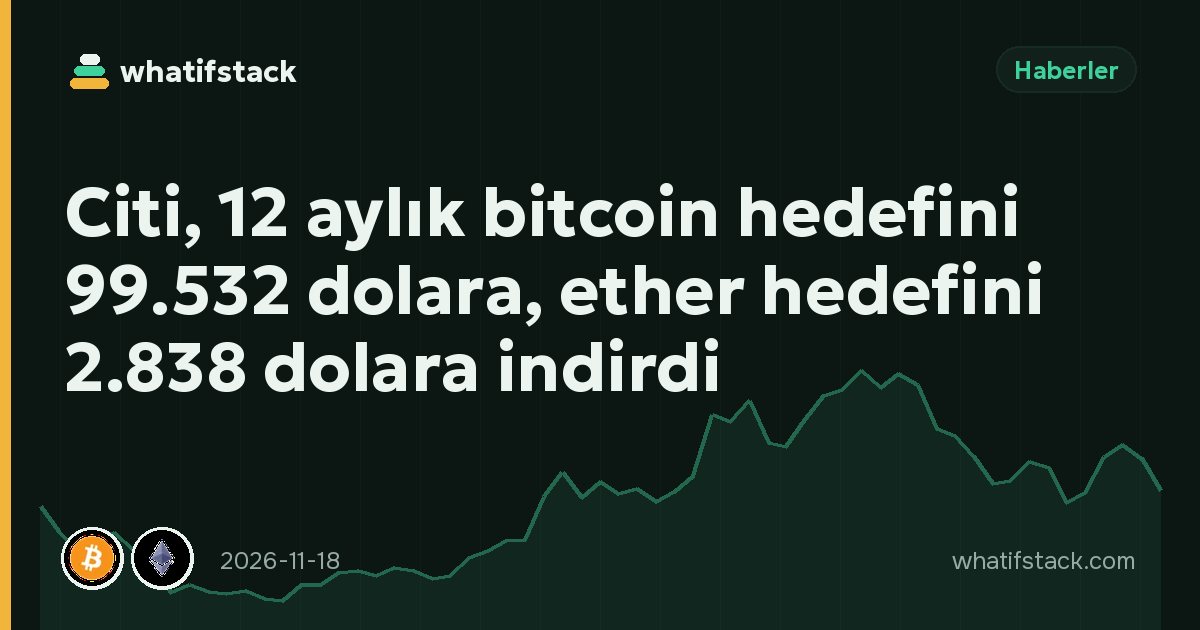 whatifstack
Haberler
Citi, 12 aylık bitcoin hedefini
99.532 dolara, ether hedefini
2.838 dolara indirdi
2026-11-18
whatifstack.com